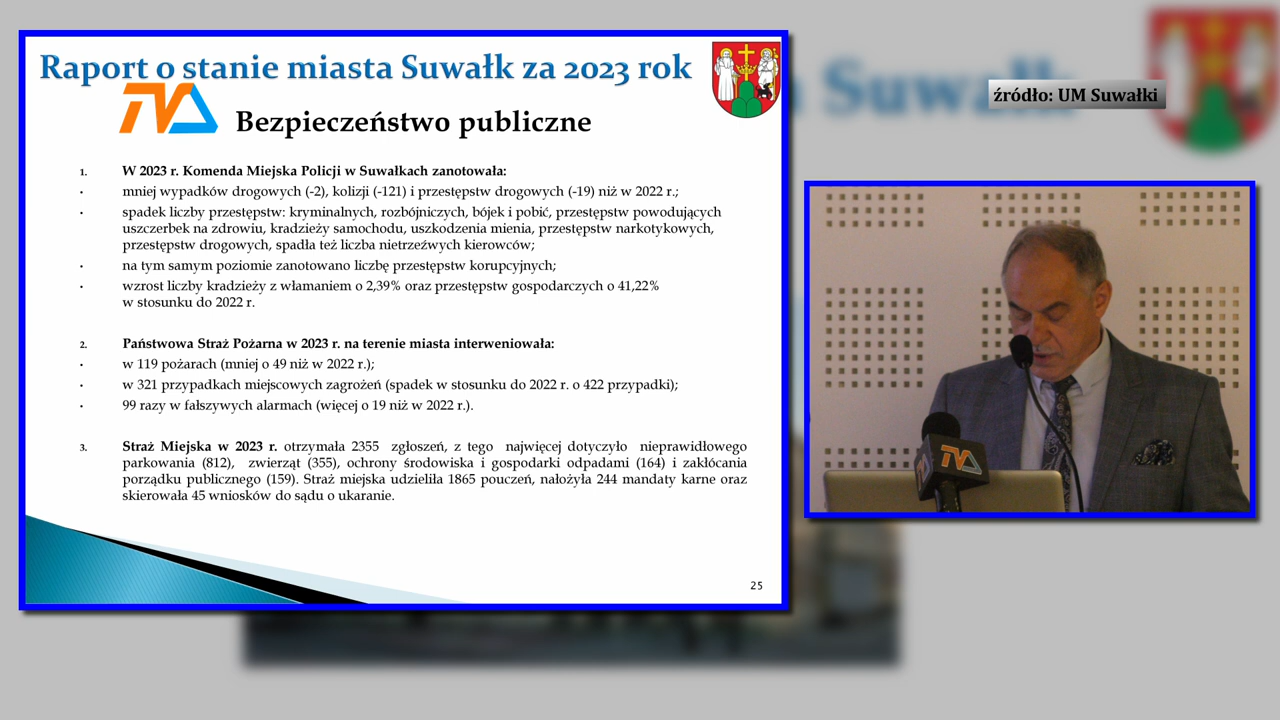 Raport o stanie miasta Suwałk za 2023 rok
TVA
Bezpieczeństwo publiczne
źródło: UM Suwałki
1. W 2023 r. Komenda Miejska Policji w Suwałkach zanotowała:
• mniej wypadków drogowych (-2), kolizji (-121) i przestępstw drogowych (-19) niż w 2022 r.;
• spadek liczby przestępstw: kryminalnych, rozbójniczych, bójek i pobić, przestępstw powodujących
uszczerbek na zdrowiu, kradzieży samochodu, uszkodzenia mienia, przestępstw narkotykowych,
przestępstw drogowych, spadła też liczba nietrzeźwych kierowców;
• na tym samym poziomie zanotowano liczbę przestępstw korupcyjnych;
• wzrost liczby kradzieży z włamaniem o 2,39% oraz przestępstw gospodarczych o 41,22%
w stosunku do 2022 r.
2. Państwowa Straż Pożarna w 2023 r. na terenie miasta interweniowała:
• w 119 pożarach (mniej o 49 niż w 2022 r.);
• w 321 przypadkach miejscowych zagrożeń (spadek w stosunku do 2022 r. o 422 przypadki);
• 99 razy w fałszywych alarmach (więcej o 19 niż w 2022 r.).
3. Straż Miejska w 2023 r. otrzymała 2355 zgłoszeń, z tego najwięcej dotyczyło nieprawidłowego
parkowania (812), zwierząt (355), ochrony środowiska i gospodarki odpadami (164) i zakłócania
porządku publicznego (159). Straż miejska udzieliła 1865 pouczeń, nałożyła 244 mandaty karne oraz
skierowała 45 wniosków do sądu o ukaranie.
25
TVA
Suwałk